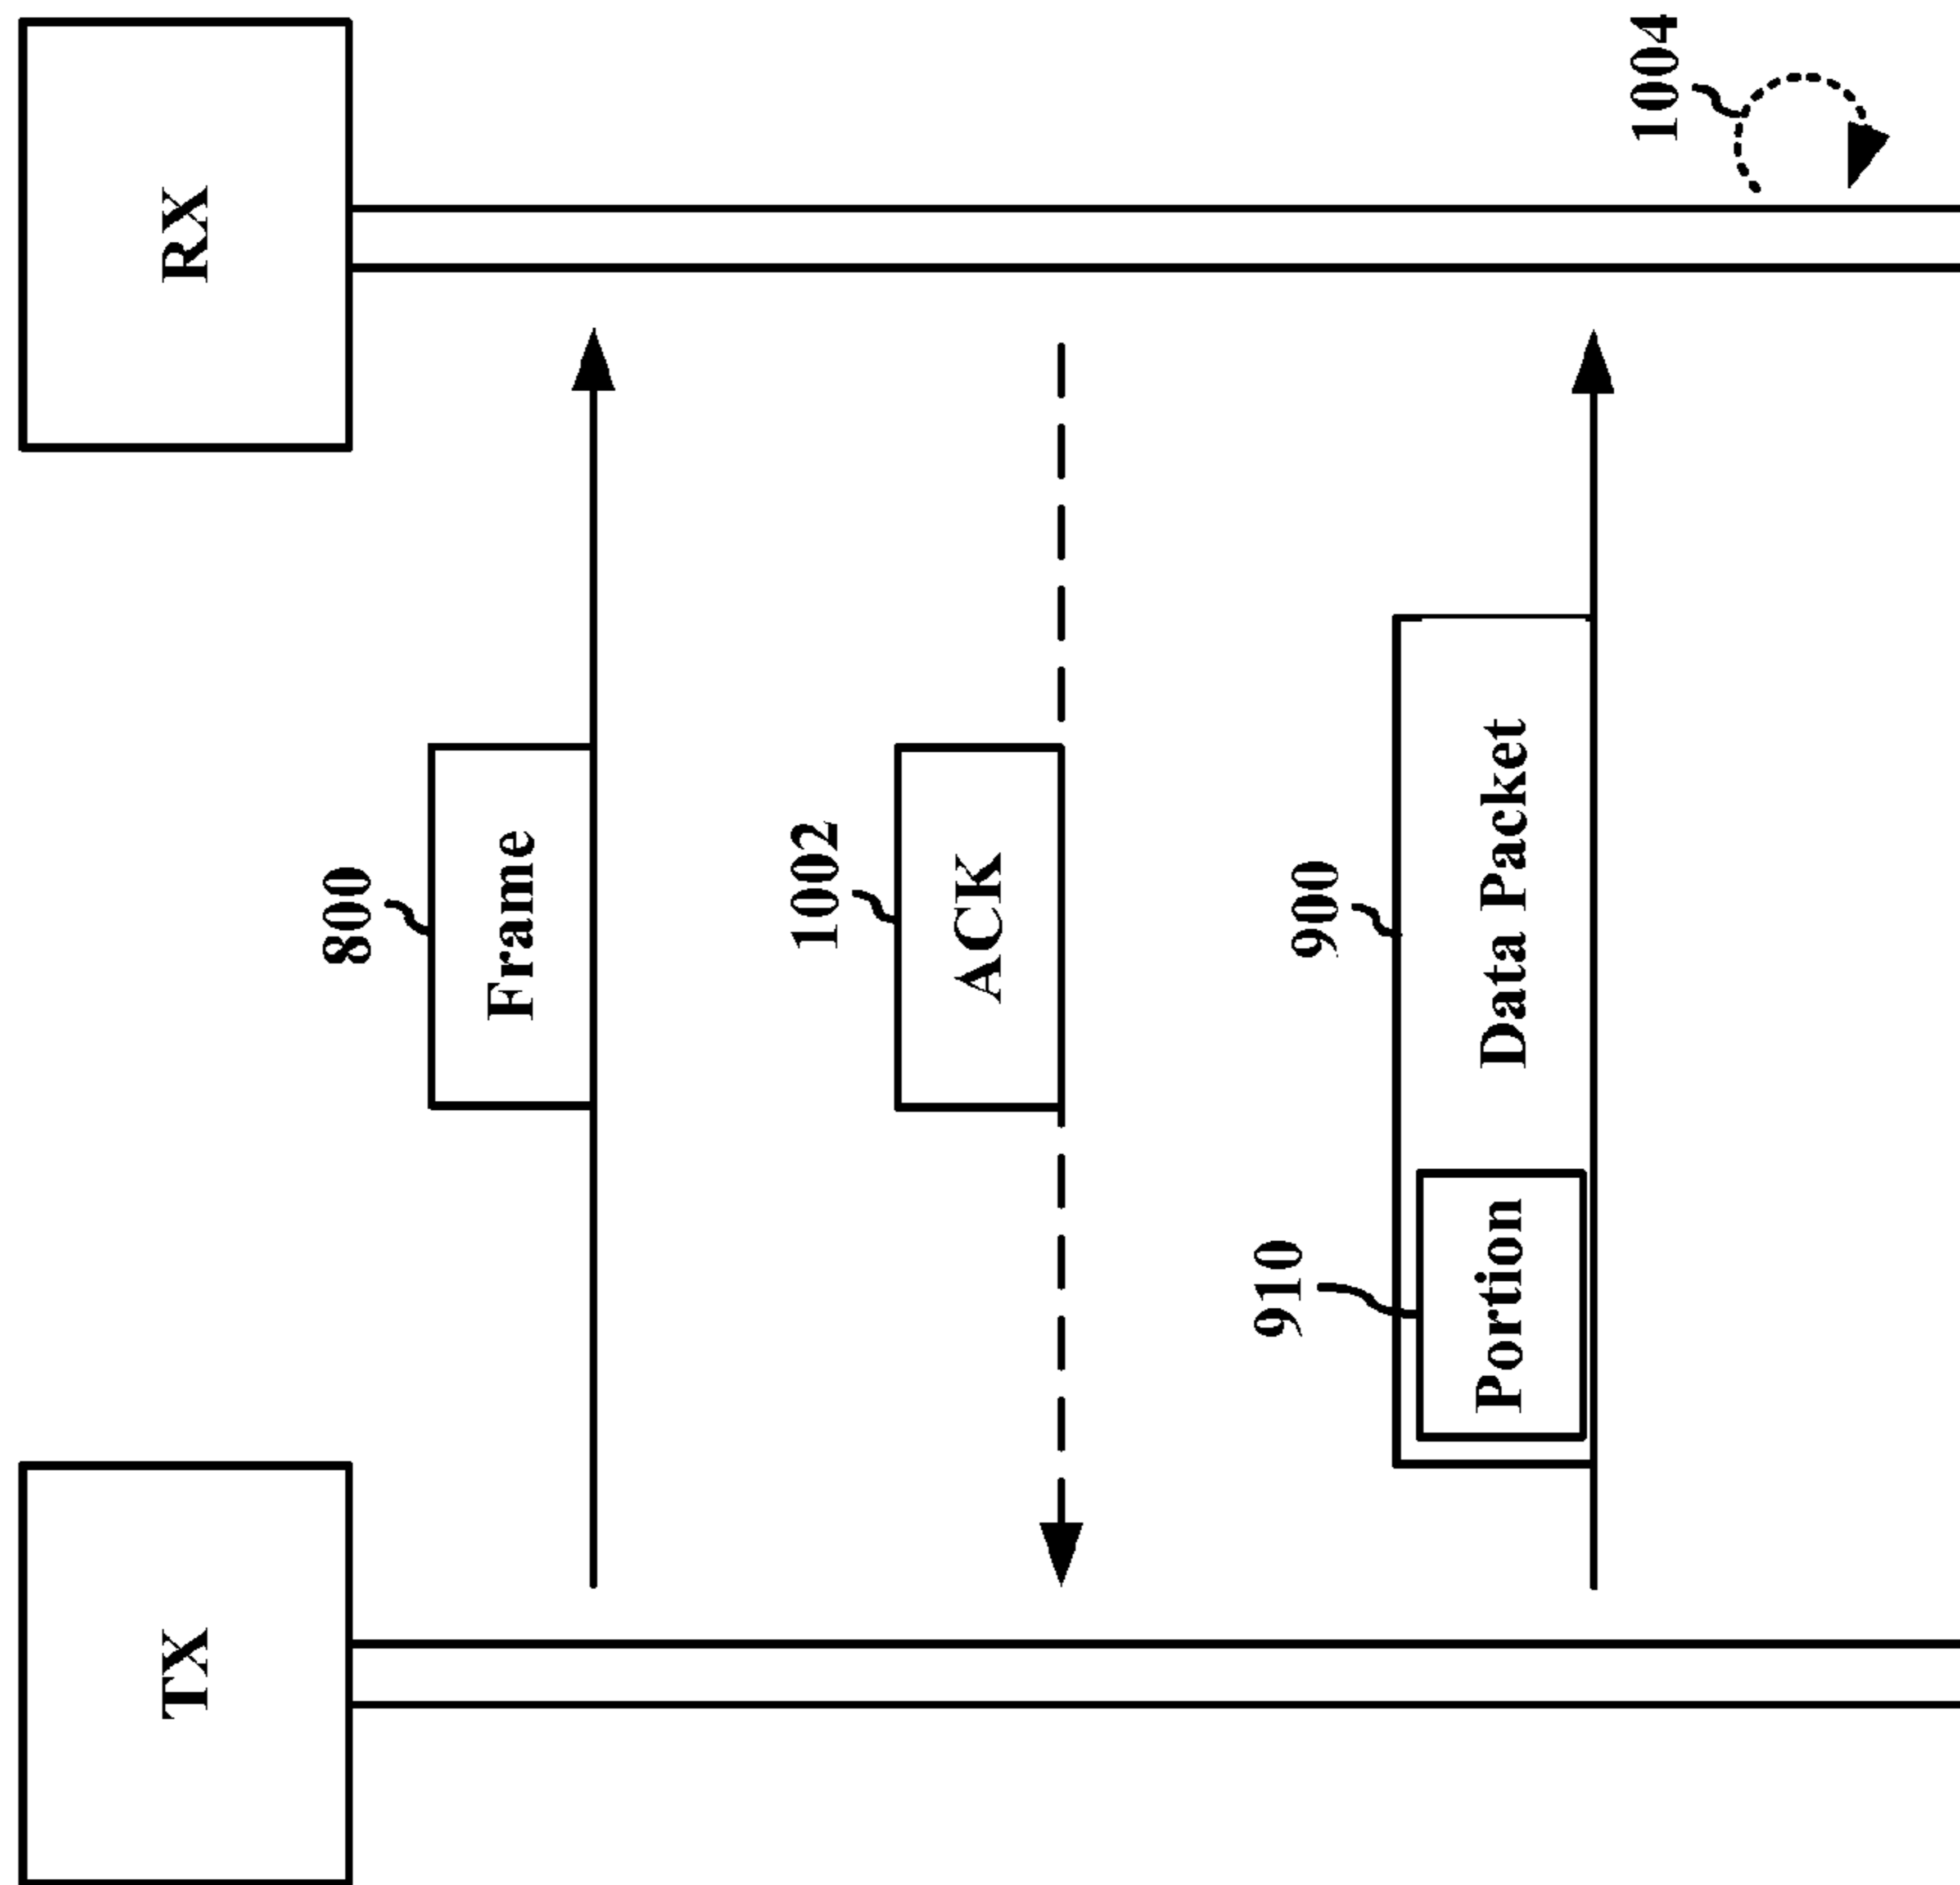 TX
RX
800
Frame
1002
ACK
900
910
Portion
Data Packet
1004